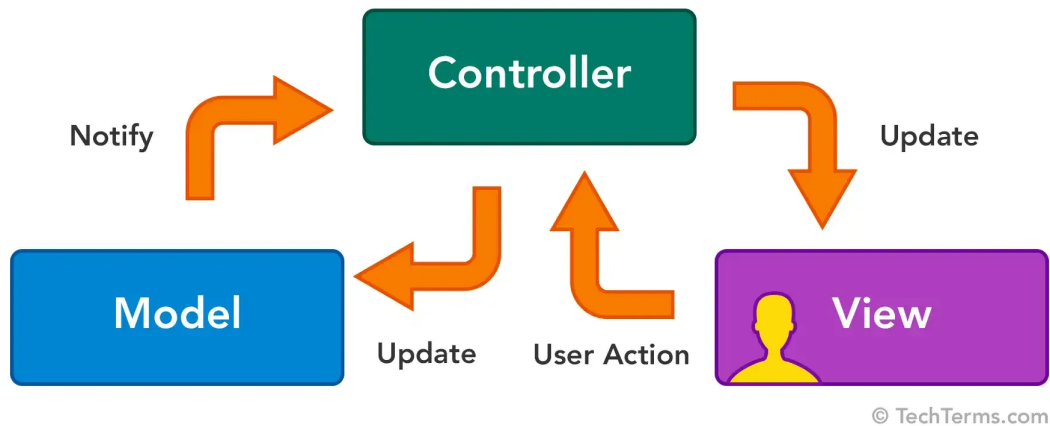 Controller
Notify
Update
Model
View
Update
User Action
© TechTerms.com